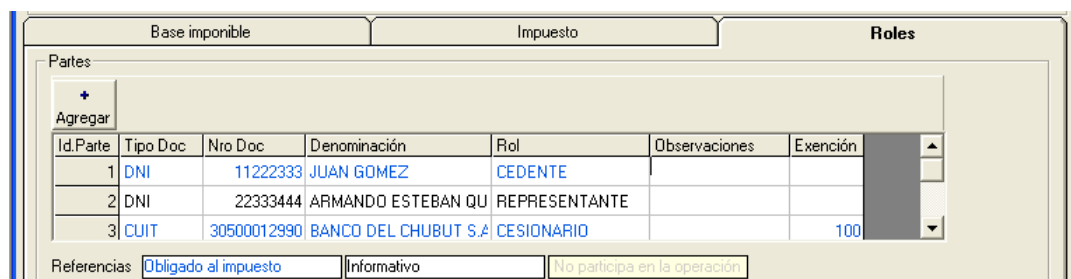 Base imponible Impuesto Roles
Partes
+
Agregar
Id.Parte Tipo Doc Nro Doc Denominación Rol Observaciones Exención
1 DNI 11222333 JUAN GOMEZ CEDENTE
2 DNI 22333444 ARMANDO ESTEBAN QU REPRESENTANTE
3 CUIT 30500012990 BANCO DEL CHUBUT S.A CESIONARIO 100
Referencias Obligado al impuesto Informativo No participa en la operación